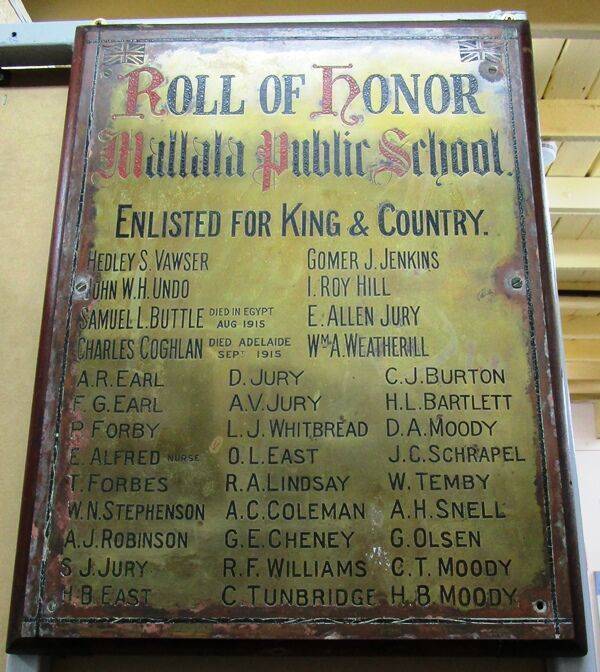 ROLL OF HONOR
Mallala Public School.
ENLISTED FOR KING & COUNTRY.
HEDLEY S. VAWSER GOMER J. JENKINS
JOHN W. H. UNDO I. ROY HILL
SAMUEL L. BUTTLE DIED IN EGYPT AUG 1915 E. ALLEN JURY
CHARLES COGHLAN DIED ADELAIDE SEPT 1915 WM A. WEATHERILL
A. R. EARL D. JURY C. J. BURTON
F. G. EARL A. V. JURY H. L. BARTLETT
P. FORBY L. J. WHITBREAD D. A. MOODY
E. ALFRED NURSE O. L. EAST J. C. SCHRAPEL
T. FORBES R. A. LINDSAY W. TEMBY
W. N. STEPHENSON A. C. COLEMAN A. H. SNELL
A. J. ROBINSON G. E. CHENEY G. OLSEN
S. J. JURY R. F. WILLIAMS C. T. MOODY
H. B. EAST C. TUNBRIDGE H. B. MOODY